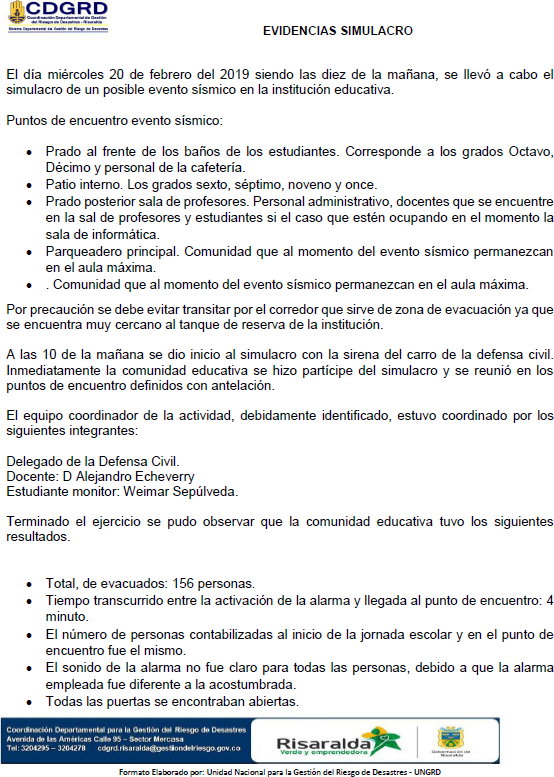 CDGRD
Coordinación Departamental de Gestión
del Riesgo de Desastres - Risaralda
Sistema Departamental del Gestión del Riesgo de Desastres
EVIDENCIAS SIMULACRO
El día miércoles 20 de febrero del 2019 siendo las diez de la mañana, se llevó a cabo el
simulacro de un posible evento sísmico en la institución educativa.
Puntos de encuentro evento sísmico:
• Prado al frente de los baños de los estudiantes. Corresponde a los grados Octavo,
Décimo y personal de la cafetería.
• Patio interno. Los grados sexto, séptimo, noveno y once.
• Prado posterior sala de profesores. Personal administrativo, docentes que se encuentre
en la sal de profesores y estudiantes si el caso que estén ocupando en el momento la
sala de informática.
• Parqueadero principal. Comunidad que al momento del evento sísmico permanezcan
en el aula máxima.
• . Comunidad que al momento del evento sísmico permanezcan en el aula máxima.
Por precaución se debe evitar transitar por el corredor que sirve de zona de evacuación ya que
se encuentra muy cercano al tanque de reserva de la institución.
A las 10 de la mañana se dio inicio al simulacro con la sirena del carro de la defensa civil.
Inmediatamente la comunidad educativa se hizo partícipe del simulacro y se reunió en los
puntos de encuentro definidos con antelación.
El equipo coordinador de la actividad, debidamente identificado, estuvo coordinado por los
siguientes integrantes:
Delegado de la Defensa Civil.
Docente: D Alejandro Echeverry
Estudiante monitor: Weimar Sepúlveda.
Terminado el ejercicio se pudo observar que la comunidad educativa tuvo los siguientes
resultados.
• Total, de evacuados: 156 personas.
• Tiempo transcurrido entre la activación de la alarma y llegada al punto de encuentro: 4
minuto.
• El número de personas contabilizadas al inicio de la jornada escolar y en el punto de
encuentro fue el mismo.
• El sonido de la alarma no fue claro para todas las personas, debido a que la alarma
empleada fue diferente a la acostumbrada.
• Todas las puertas se encontraban abiertas.
Coordinación Departamental para la Gestión del Riesgo de Desastres
Avenida de las Américas Calle 95 – Sector Mercasa
Tel: 3204295 – 3204278 cdgrd.risaralda@gestiondelriesgo.gov.co
Risaralda
Verde y emprendedora
Gobernación
de Risaralda
Formato Elaborado por: Unidad Nacional para la Gestión del Riesgo de Desastres - UNGRD